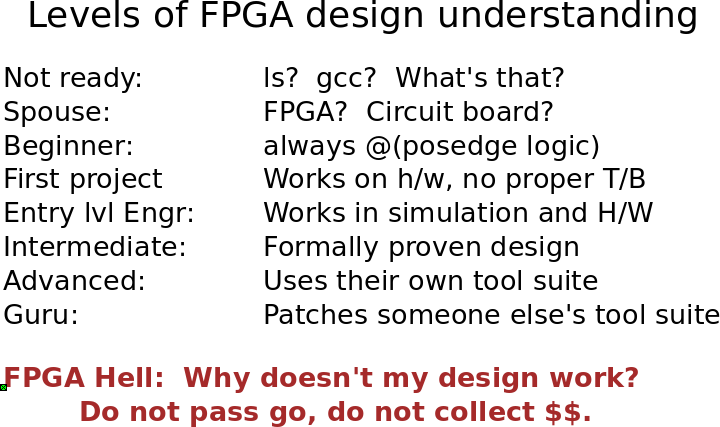 Levels of FPGA design understanding
Not ready: ls? gcc? What's that?
Spouse: FPGA? Circuit board?
Beginner: always @(posedge logic)
First project Works on h/w, no proper T/B
Entry lvl Engr: Works in simulation and H/W
Intermediate: Formally proven design
Advanced: Uses their own tool suite
Guru: Patches someone else's tool suite
FPGA Hell: Why doesn't my design work?
Do not pass go, do not collect $$.